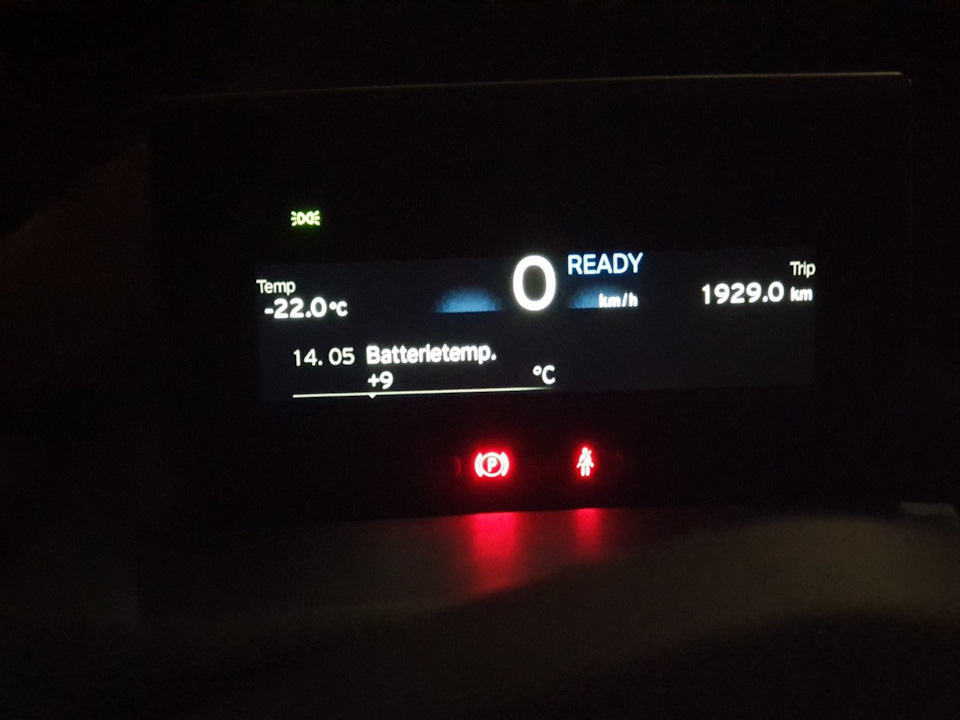 Temp
-22.0 °C
0
READY
km/h
Trip
1929.0 km
14. 05 Batterietemp.
+9 °C
P